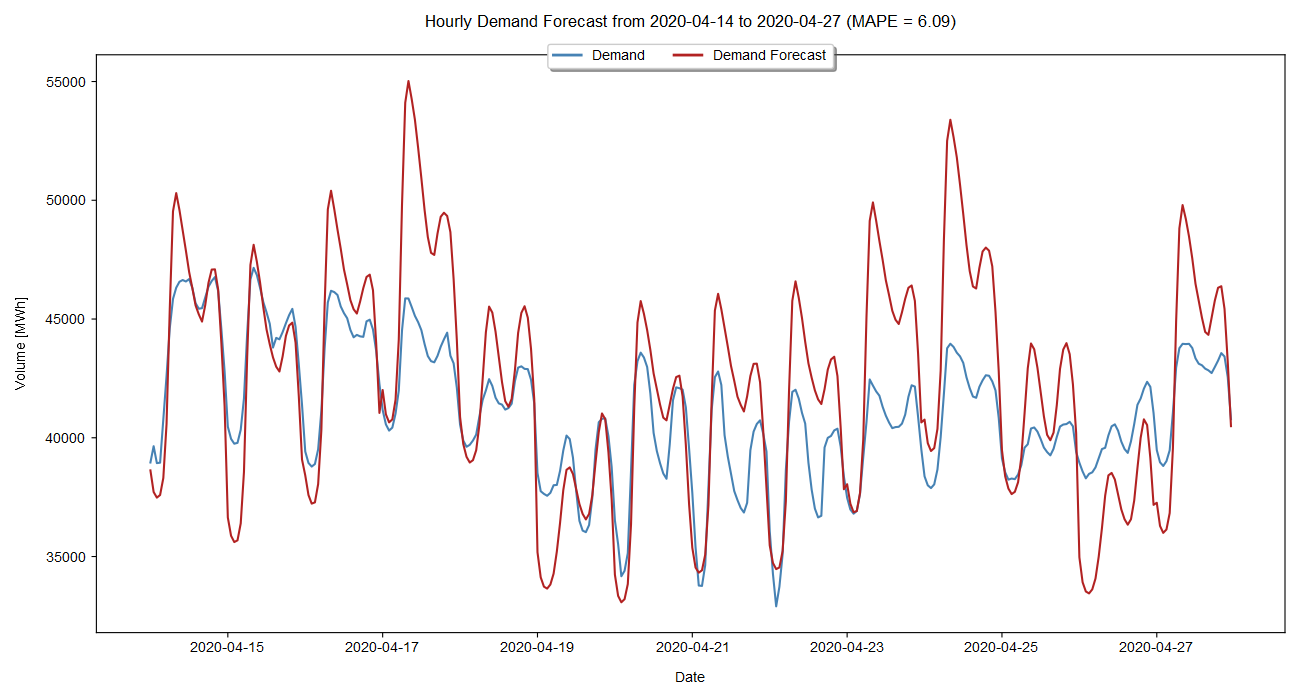 Hourly Demand Forecast from 2020-04-14 to 2020-04-27 (MAPE = 6.09)
Demand
Demand Forecast
55000
50000
45000
40000
35000
Volume [MWh]
2020-04-15
2020-04-17
2020-04-19
2020-04-21
2020-04-23
2020-04-25
2020-04-27
Date